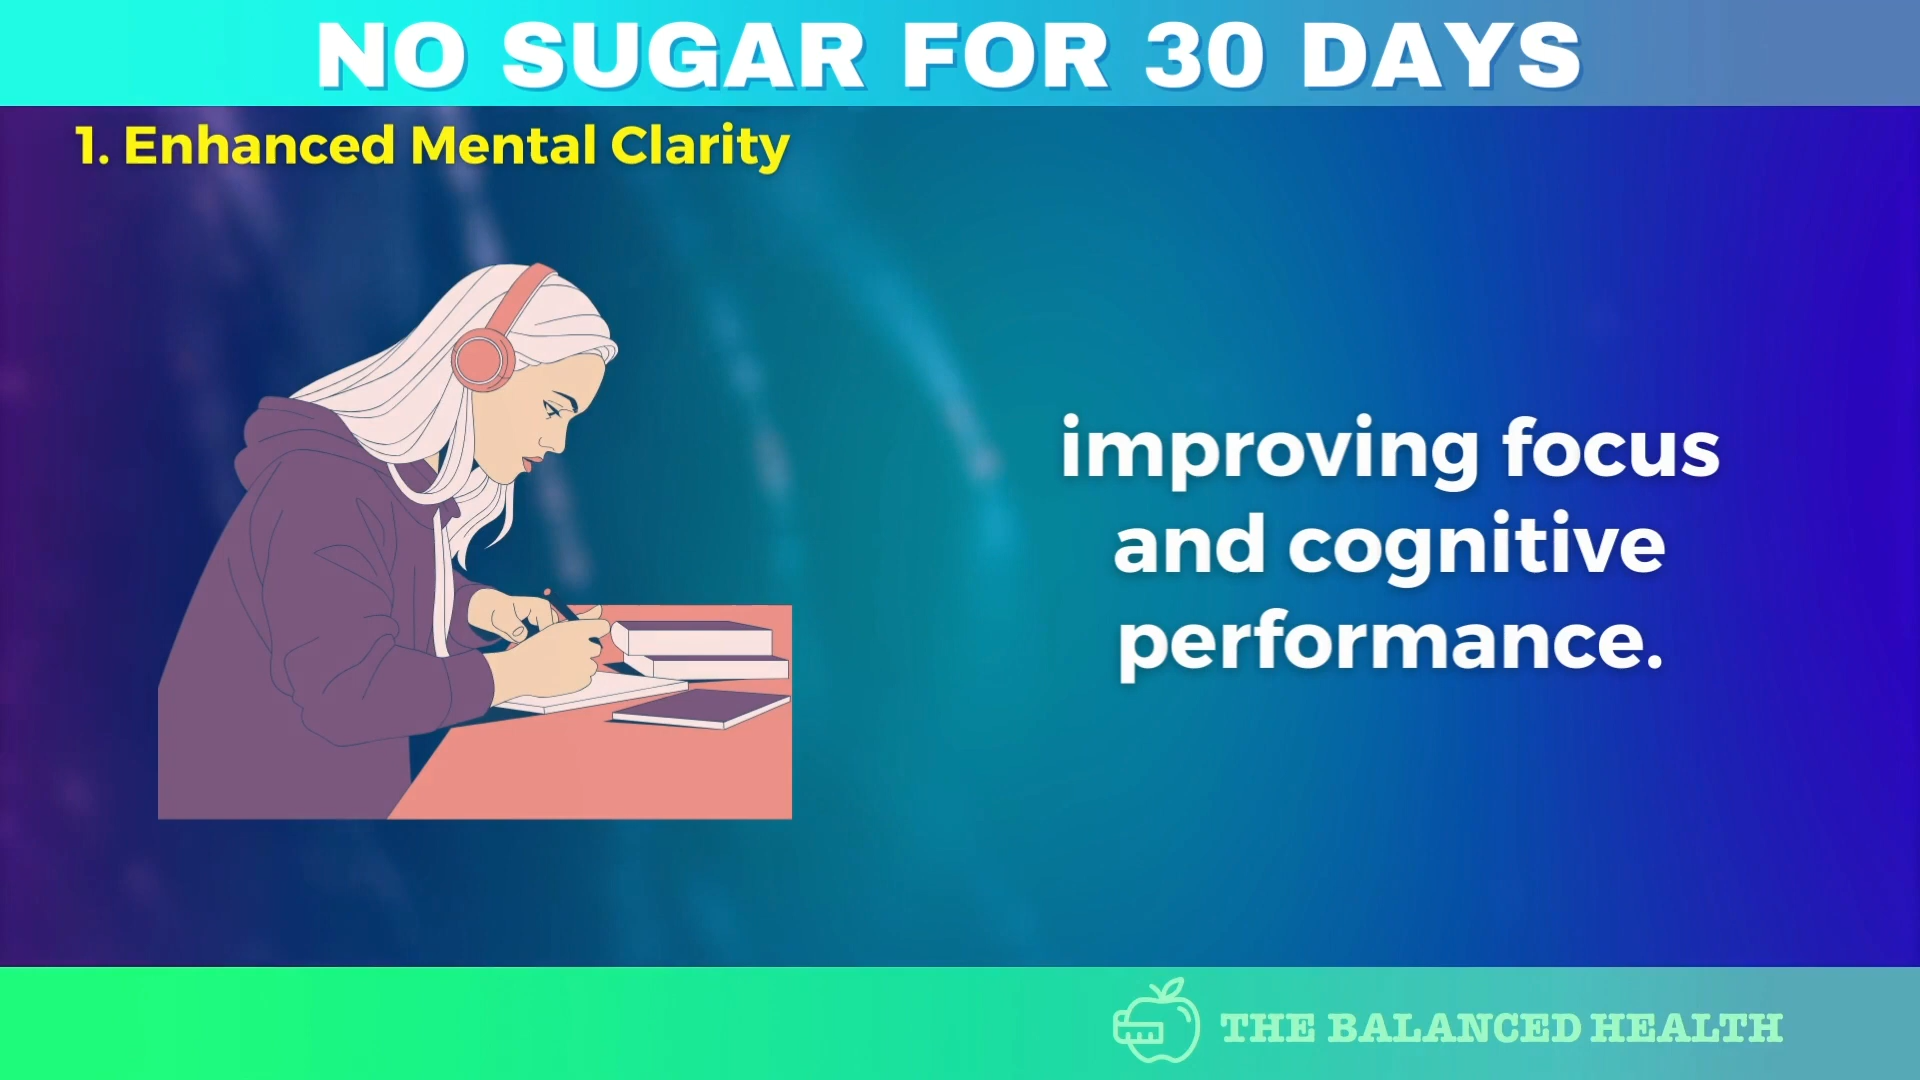 NO SUGAR FOR 30 DAYS
1. Enhanced Mental Clarity
improving focus
and cognitive
performance.
THE BALANCED HEALTH